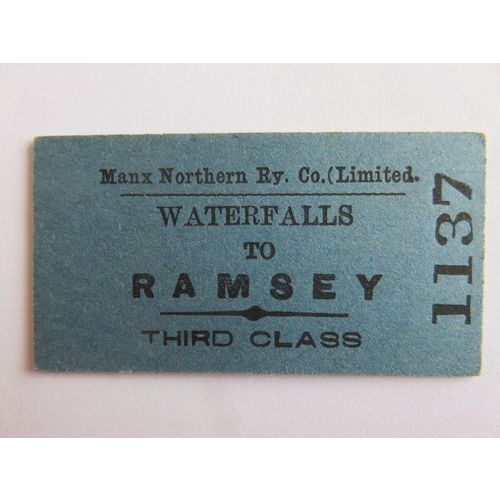 Manx Northern Ry. Co.(Limited.
WATERFALLS
TO
RAMSEY
THIRD CLASS
1137